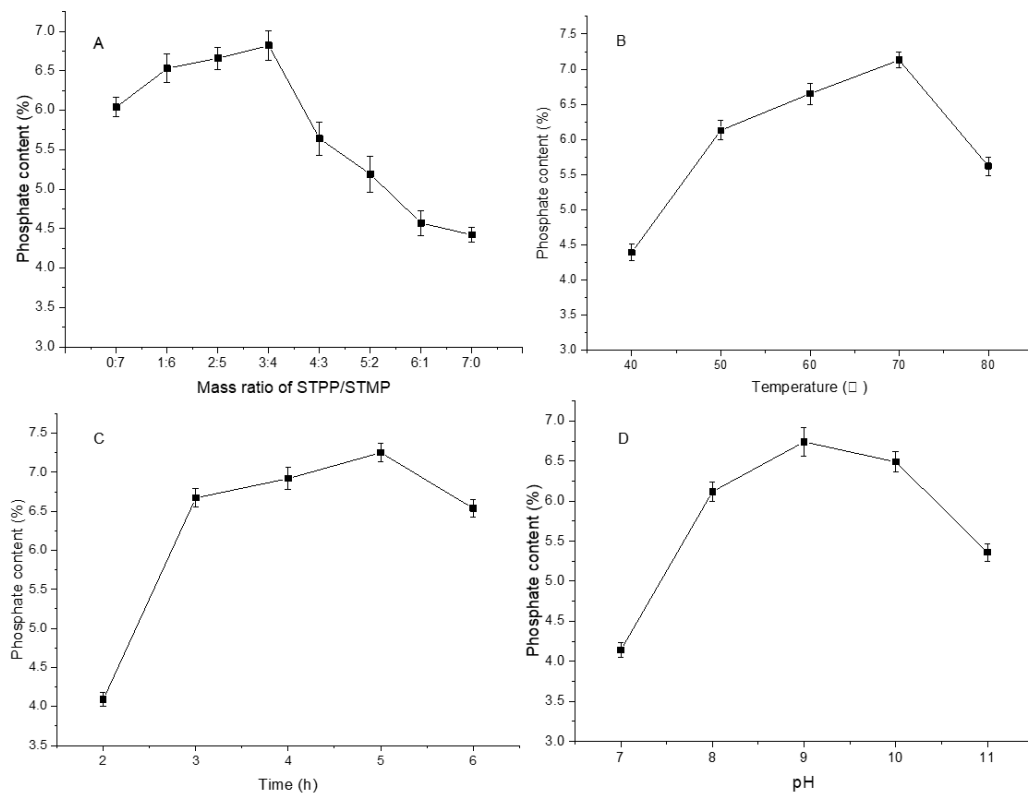 A
Phosphate content (%)
7.0
6.5
6.0
5.5
5.0
4.5
4.0
3.5
3.0
0:7 1:6 2:5 3:4 4:3 5:2 6:1 7:0
Mass ratio of STPP/STMP
B
Phosphate content (%)
7.5
7.0
6.5
6.0
5.5
5.0
4.5
4.0
3.5
3.0
40 50 60 70 80
Temperature (□ )
C
Phosphate content (%)
7.5
7.0
6.5
6.0
5.5
5.0
4.5
4.0
3.5
2 3 4 5 6
Time (h)
D
Phosphate content (%)
7.0
6.5
6.0
5.5
5.0
4.5
4.0
3.5
3.0
7 8 9 10 11
pH